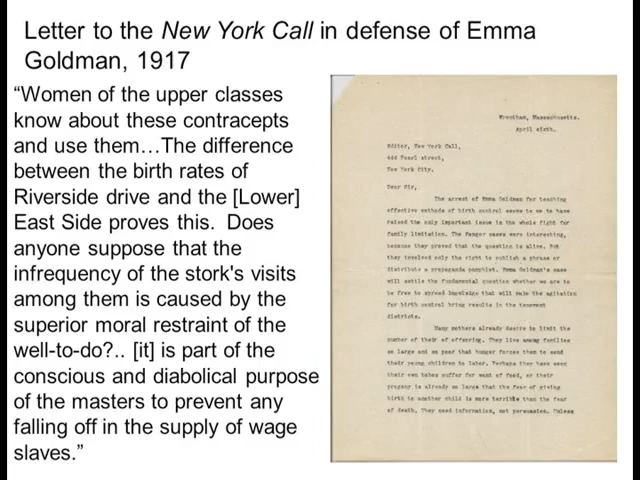 Letter to the New York Call in defense of Emma
Goldman, 1917
“Women of the upper classes
know about these contracepts
and use them…The difference
between the birth rates of
Riverside drive and the [Lower]
East Side proves this.  Does
anyone suppose that the
infrequency of the stork's visits
among them is caused by the
superior moral restraint of the
well-to-do?.. [it] is part of the
conscious and diabolical purpose
of the masters to prevent any
falling off in the supply of wage
slaves.”
Wrentham, Massachusetts.
April sixth.
Editor, New York Call,
444 Pearl street,
New York City.
Dear Sir,
The arrest of Emma Goldman for teaching
effective methods of birth control seems to me to have
raised the only important issue in the whole fight for
family limitation. The Sanger cases were interesting,
because they proved that the question is alive. But
they involved only the right to publish a phrase or
distribute a propaganda pamphlet. Emma Goldman's case
will settle the fundamental question whether we are to
be free to spread knowledge that will make the agitation
for birth control bring results in the tenement
districts.
Many mothers already desire to limit the
number of their of offspring. They live among families
so large and so poor that hunger forces them to send
their young children to labor. Perhaps they have seen
their own babies suffer for want of food, or their
progeny is already so large that the fear of giving
birth to another child is more terrible than the fear
of death. They need information, not persuasion. Unless